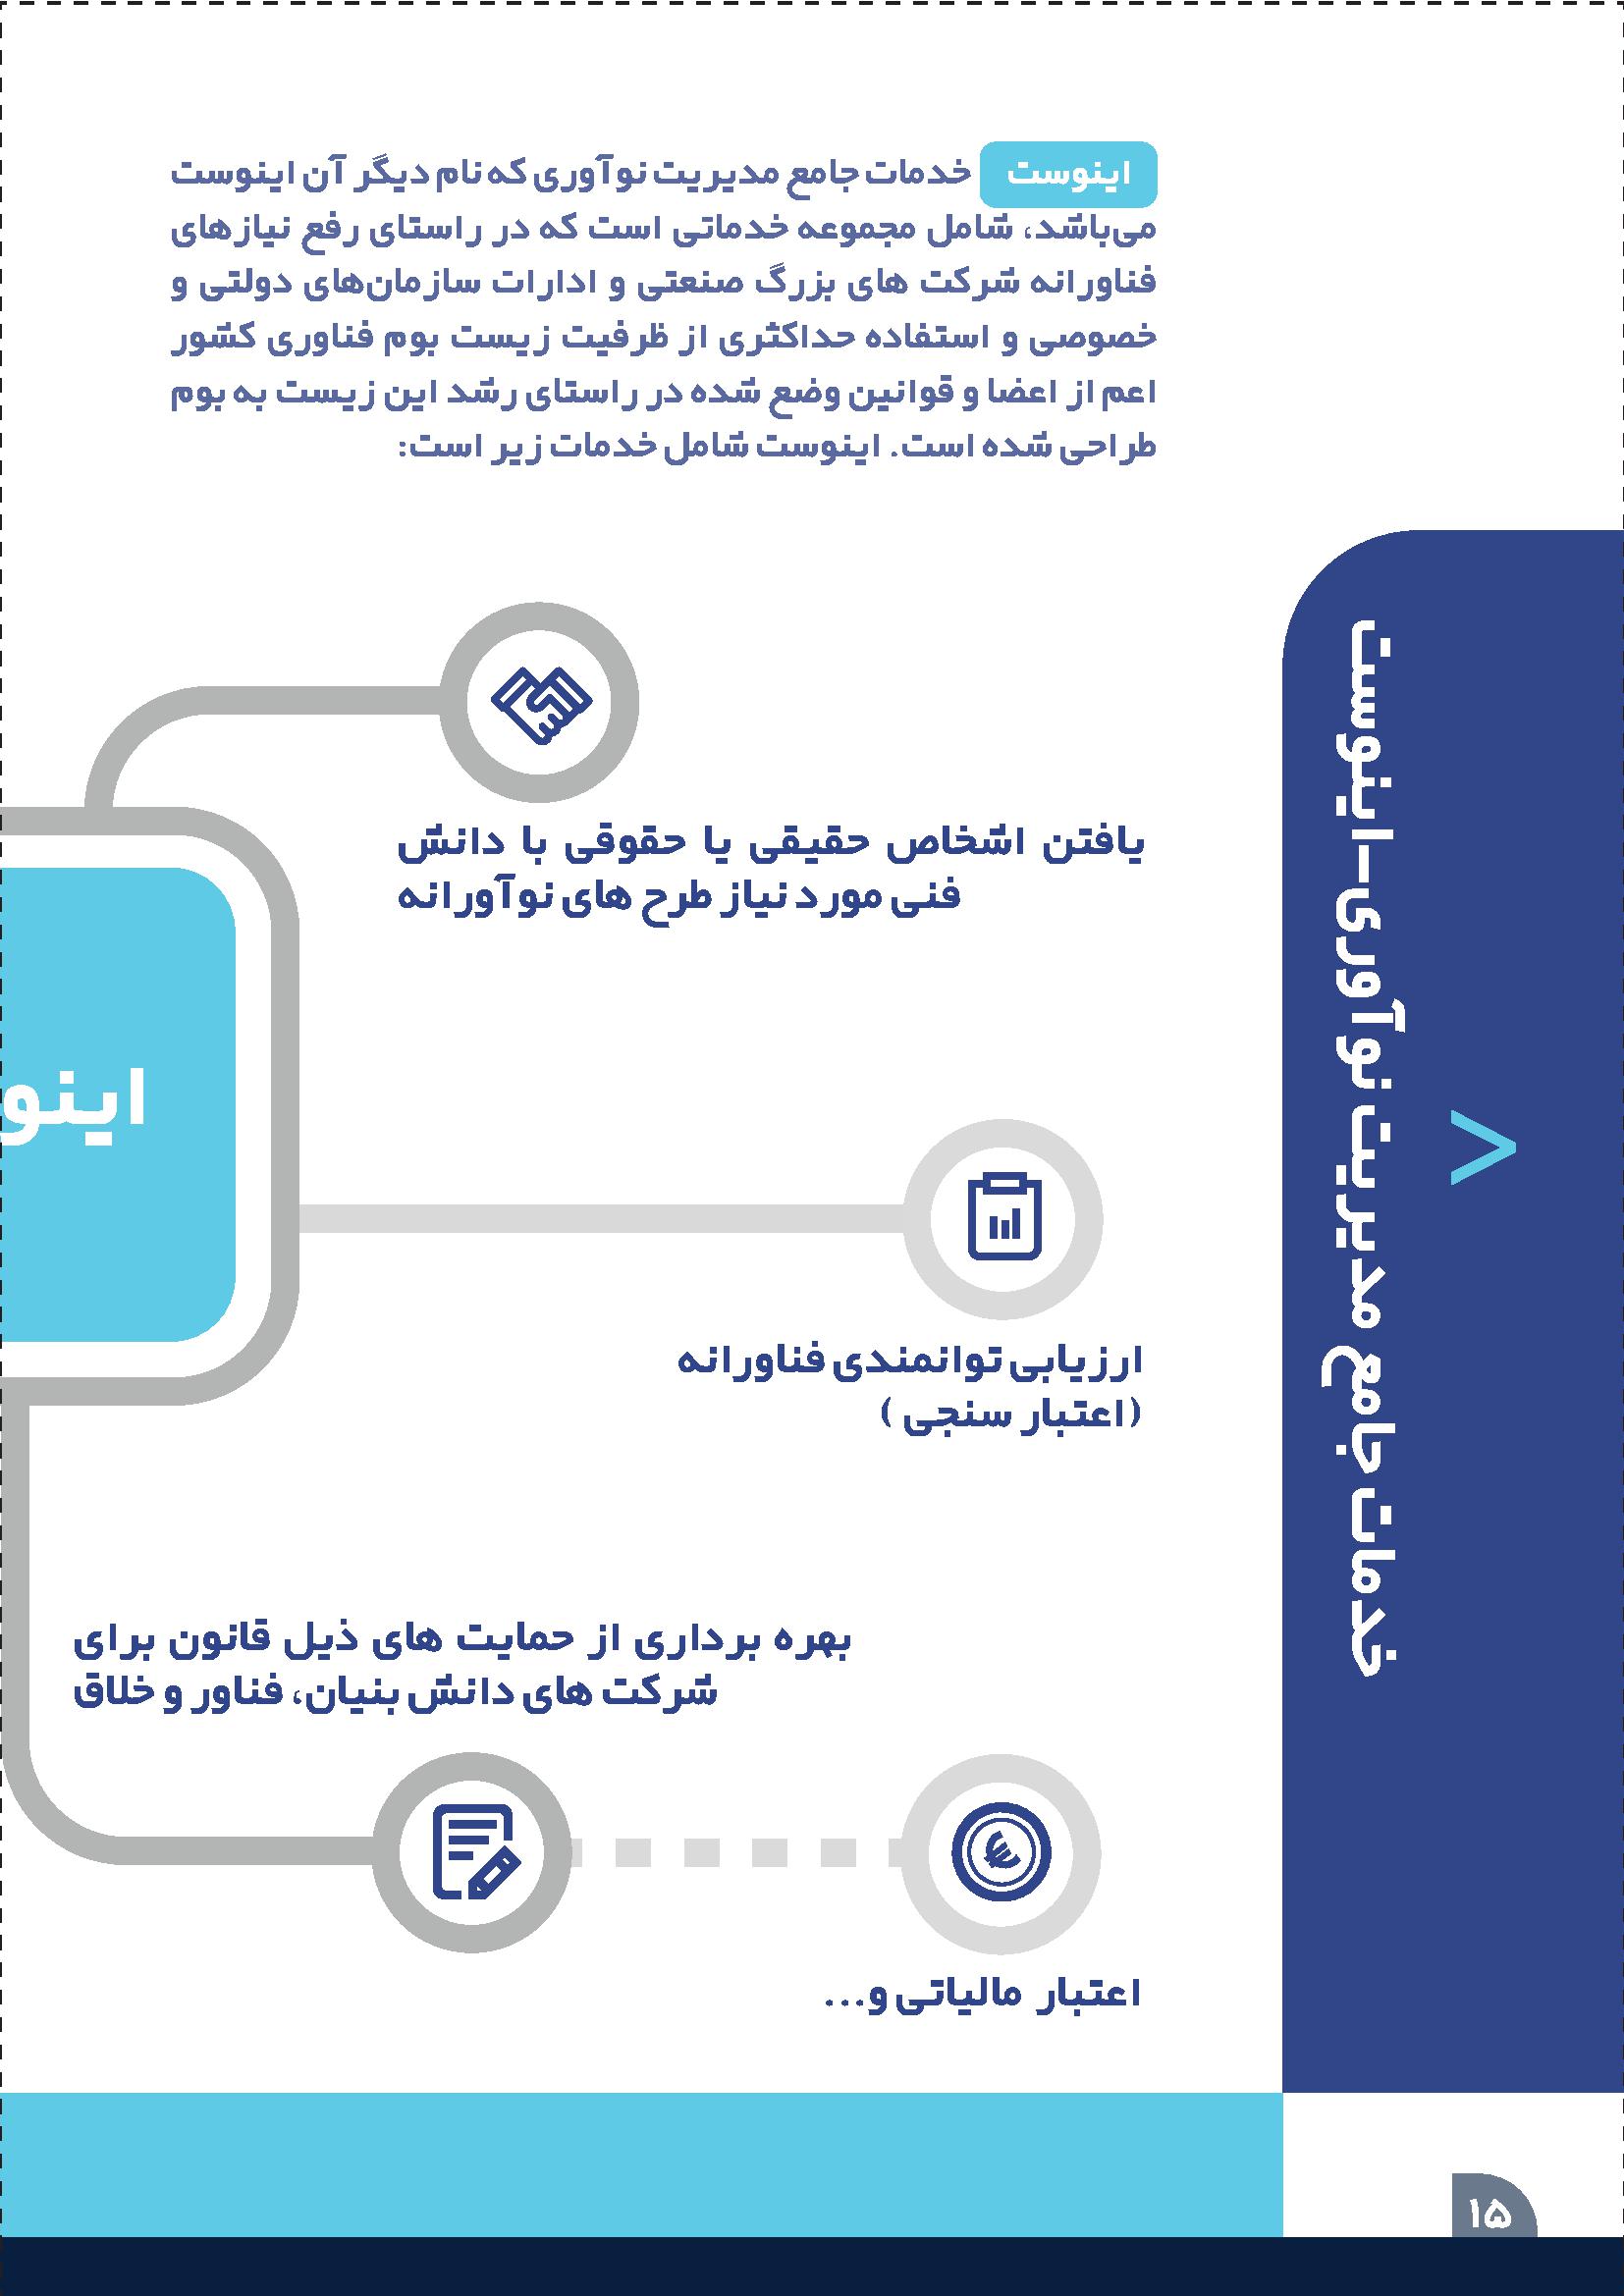 اینوست خدمات جامع مدیریت نوآوری که نام دیگر آن اینوست
می‌باشد، شامل مجموعه خدماتی است که در راستای رفع نیازهای
فناورانه شرکت های بزرگ صنعتی و ادارات سازمان‌های دولتی و
خصوصی و استفاده حداکثری از ظرفیت زیست بوم فناوری کشور
اعم از اعضا و قوانین وضع شده در راستای رشد این زیست به بوم
طراحی شده است. اینوست شامل خدمات زیر است:
خدمات جامع مدیریت نوآوری-اینوست
یافتن اشخاص حقیقی یا حقوقی با دانش
فنی مورد نیاز طرح های نوآورانه
اینو
ارزیابی توانمندی فناورانه
(اعتبار سنجی )
بهره برداری از حمایت های ذیل قانون برای
شرکت های دانش بنیان، فناور و خلاق
اعتبار مالیاتی و...
۱۵